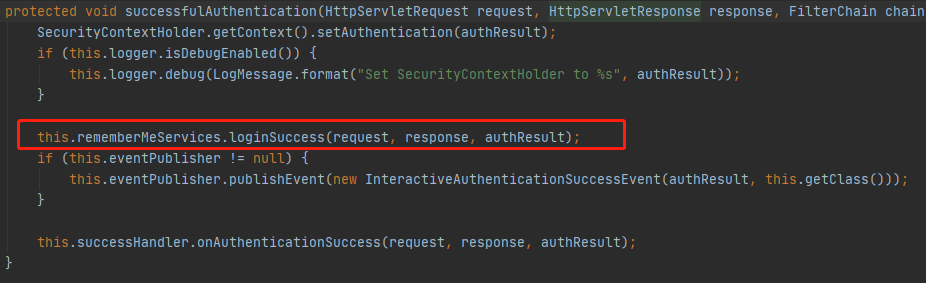 protected void successfulAuthentication(HttpServletRequest request, HttpServletResponse response, FilterChain chain
SecurityContextHolder.getContext().setAuthentication(authResult);
if (this.logger.isDebugEnabled()) {
this.logger.debug(LogMessage.format("Set SecurityContextHolder to %s", authResult));
}
this.rememberMeServices.loginSuccess(request, response, authResult);
if (this.eventPublisher != null) {
this.eventPublisher.publishEvent(new InteractiveAuthenticationSuccessEvent(authResult, this.getClass()));
}
this.successHandler.onAuthenticationSuccess(request, response, authResult);
}